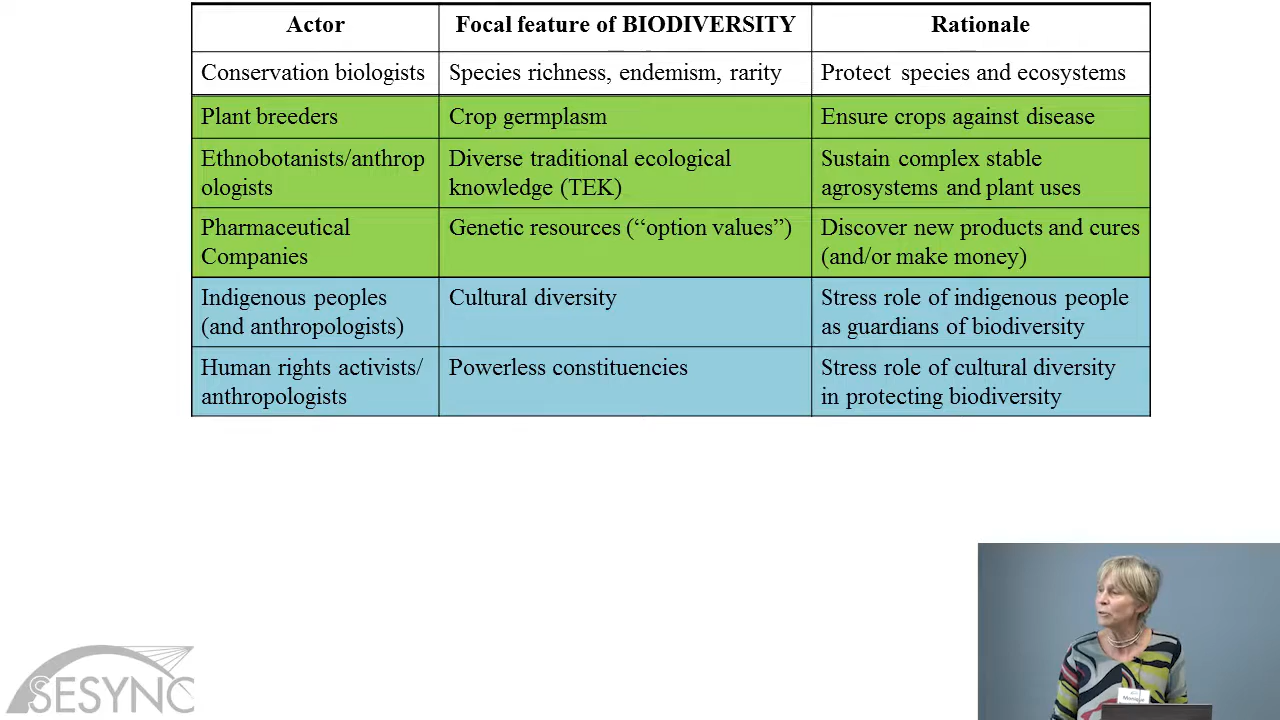 Actor
Focal feature of BIODIVERSITY
Rationale
Conservation biologists
Species richness, endemism, rarity
Protect species and ecosystems
Plant breeders
Crop germplasm
Ensure crops against disease
Ethnobotanists/anthrop
ologists
Diverse traditional ecological
knowledge (TEK)
Sustain complex stable
agrosystems and plant uses
Pharmaceutical
Companies
Genetic resources (“option values”)
Discover new products and cures
(and/or make money)
Indigenous peoples
(and anthropologists)
Cultural diversity
Stress role of indigenous people
as guardians of biodiversity
Human rights activists/
anthropologists
Powerless constituencies
Stress role of cultural diversity
in protecting biodiversity
SESYNC
Monique